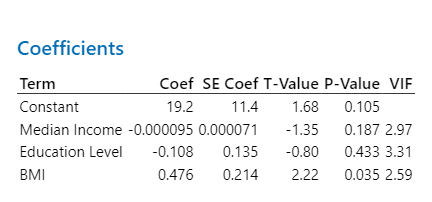 Coefficients
Term Coef SE Coef T-Value P-Value VIF
Constant 19.2 11.4 1.68 0.105
Median Income -0.000095 0.000071 -1.35 0.187 2.97
Education Level -0.108 0.135 -0.80 0.433 3.31
BMI 0.476 0.214 2.22 0.035 2.59